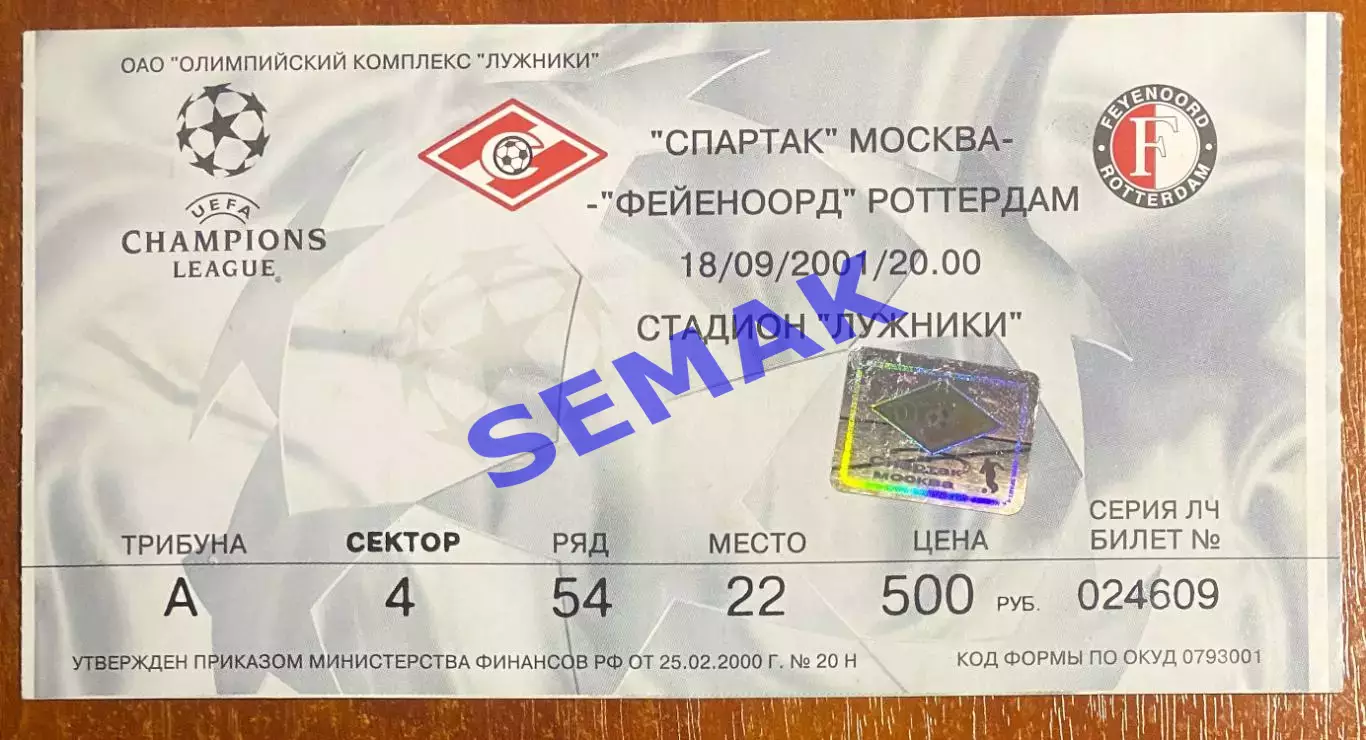 ОАО "ОЛИМПИЙСКИЙ КОМПЛЕКС "ЛУЖНИКИ"
UEFA
CHAMPIONS
LEAGUE®
"СПАРТАК" МОСКВА-
-"ФЕЙЕНООРД" РОТТЕРДАМ
18/09/2001/20.00
СТАДИОН "ЛУЖНИКИ"
FEYENOORD
F
ROTTERDAM
SEMAK
Спартак
Москва
СЕРИЯ ЛЧ
ТРИБУНА СЕКТОР РЯД МЕСТО ЦЕНА БИЛЕТ №
А 4 54 22 500 РУБ. 024609
УТВЕРЖДЕН ПРИКАЗОМ МИНИСТЕРСТВА ФИНАНСОВ РФ ОТ 25.02.2000 Г. № 20 Н КОД ФОРМЫ ПО ОКУД 0793001